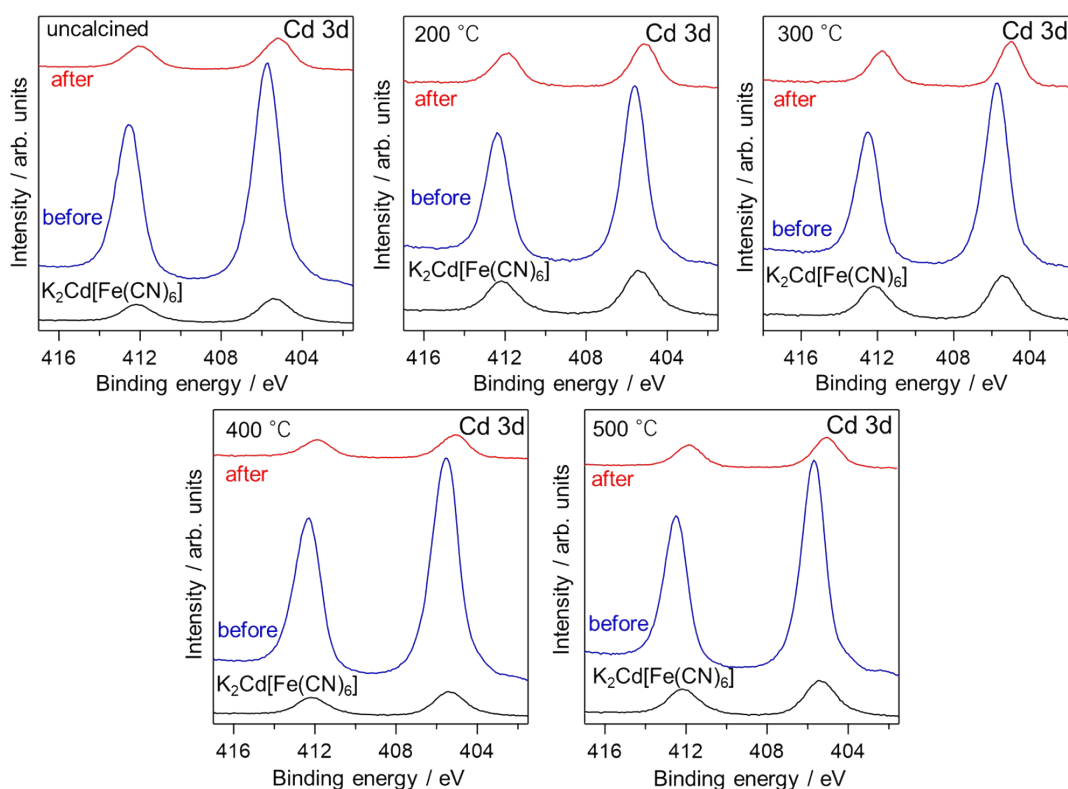 uncalcined
Cd 3d
after
before
K₂Cd[Fe(CN)₆]
Intensity / arb. units
416 412 408 404
Binding energy / eV
200 °C
Cd 3d
after
before
K₂Cd[Fe(CN)₆]
Intensity / arb. units
416 412 408 404
Binding energy / eV
300 °C
Cd 3d
after
before
K₂Cd[Fe(CN)₆]
Intensity / arb. units
416 412 408 404
Binding energy / eV
400 °C
Cd 3d
after
before
K₂Cd[Fe(CN)₆]
Intensity / arb. units
416 412 408 404
Binding energy / eV
500 °C
Cd 3d
after
before
K₂Cd[Fe(CN)₆]
Intensity / arb. units
416 412 408 404
Binding energy / eV